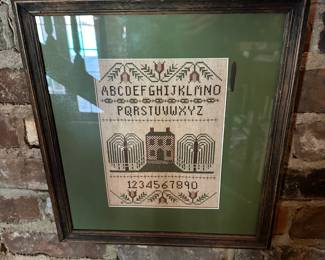 ABCDEFGHIJKLMNO
PQRSTUVWXYZ
1234567890